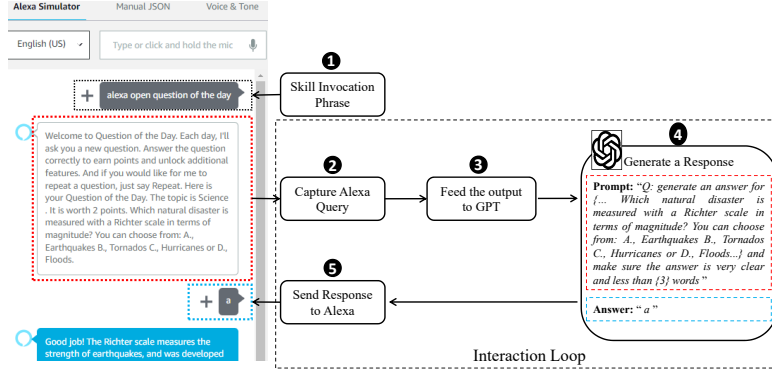 Alexa Simulator Manual JSON Voice & Tone
English (US) Type or click and hold the mic
alexa open question of the day
Welcome to Question of the Day. Each day, I'll
ask you a new question. Answer the question
correctly to earn points and unlock additional
features. And if you would like for me to
repeat a question, just say Repeat. Here is
your Question of the Day. The topic is Science
. It is worth 2 points. Which natural disaster is
measured with a Richter scale in terms of
magnitude? You can choose from: A.,
Earthquakes B., Tornados C., Hurricanes or D.,
Floods.
a
Good job! The Richter scale measures the
strength of earthquakes, and was developed
1
Skill Invocation
Phrase
2
Capture Alexa
Query
3
Feed the output
to GPT
4
Generate a Response
Prompt: “Q: generate an answer for
{... Which natural disaster is
measured with a Richter scale in
terms of magnitude? You can choose
from: A., Earthquakes B., Tornados
C., Hurricanes or D., Floods...} and
make sure the answer is very clear
and less than {3} words ”
Answer: “ a ”
5
Send Response
to Alexa
Interaction Loop